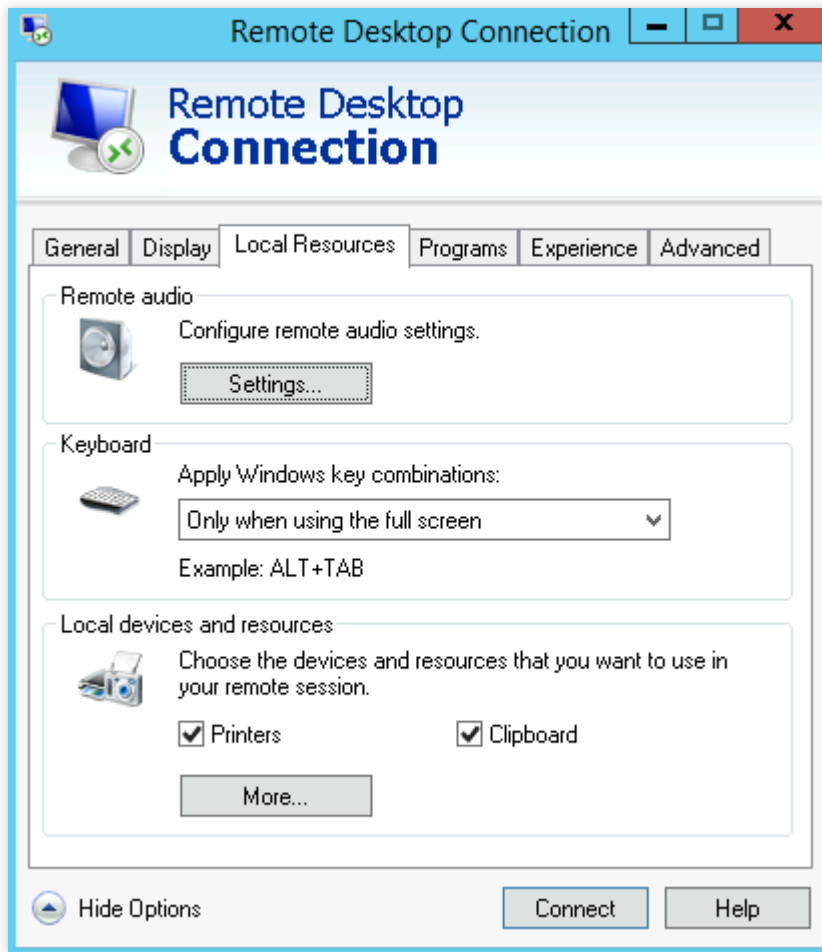 Remote Desktop Connection
Remote Desktop
Connection
General Display Local Resources Programs Experience Advanced
Remote audio
Configure remote audio settings.
Settings...
Keyboard
Apply Windows key combinations:
Only when using the full screen
Example: ALT+TAB
Local devices and resources
Choose the devices and resources that you want to use in
your remote session.
Printers Clipboard
More...
Hide Options Connect Help